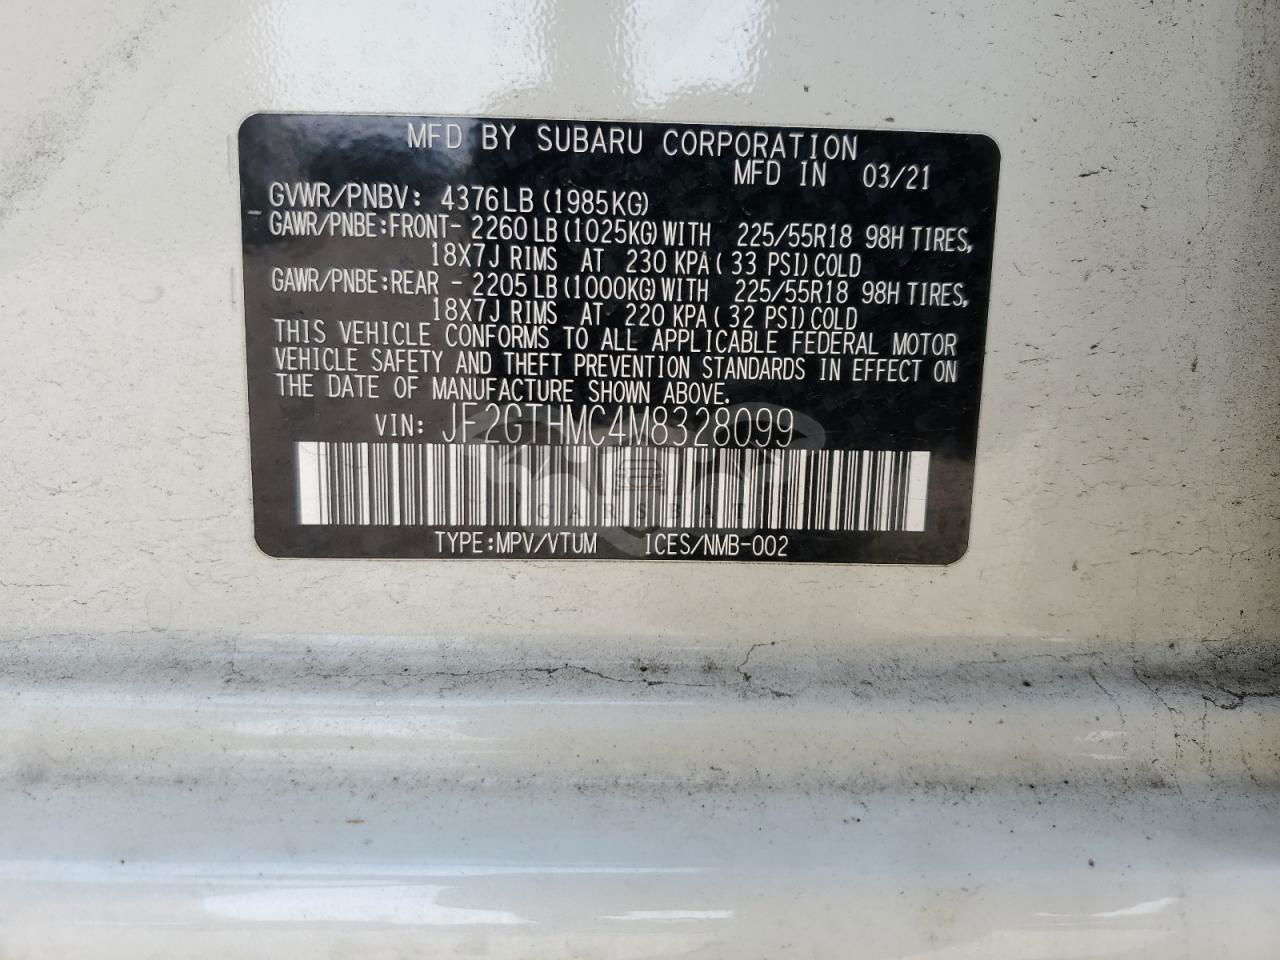 MFD BY SUBARU CORPORATION
MFD IN 03/21
GVWR/PNBV: 4376LB(1985KG)
GAWR/PNBE:FRONT- 2260LB(1025KG)WITH 225/55R18 98H TIRES,
18X7J RIMS AT 230 KPA( 33 PSI)COLD
GAWR/PNBE:REAR - 2205LB(1000KG)WITH 225/55R18 98H TIRES,
18X7J RIMS AT 220 KPA( 32 PSI)COLD
THIS VEHICLE CONFORMS TO ALL APPLICABLE FEDERAL MOTOR
VEHICLE SAFETY AND THEFT PREVENTION STANDARDS IN EFFECT ON
THE DATE OF MANUFACTURE SHOWN ABOVE.
VIN: JF2GTHMC4M8328099
TYPE:MPV/VTUM ICES/NMB-002